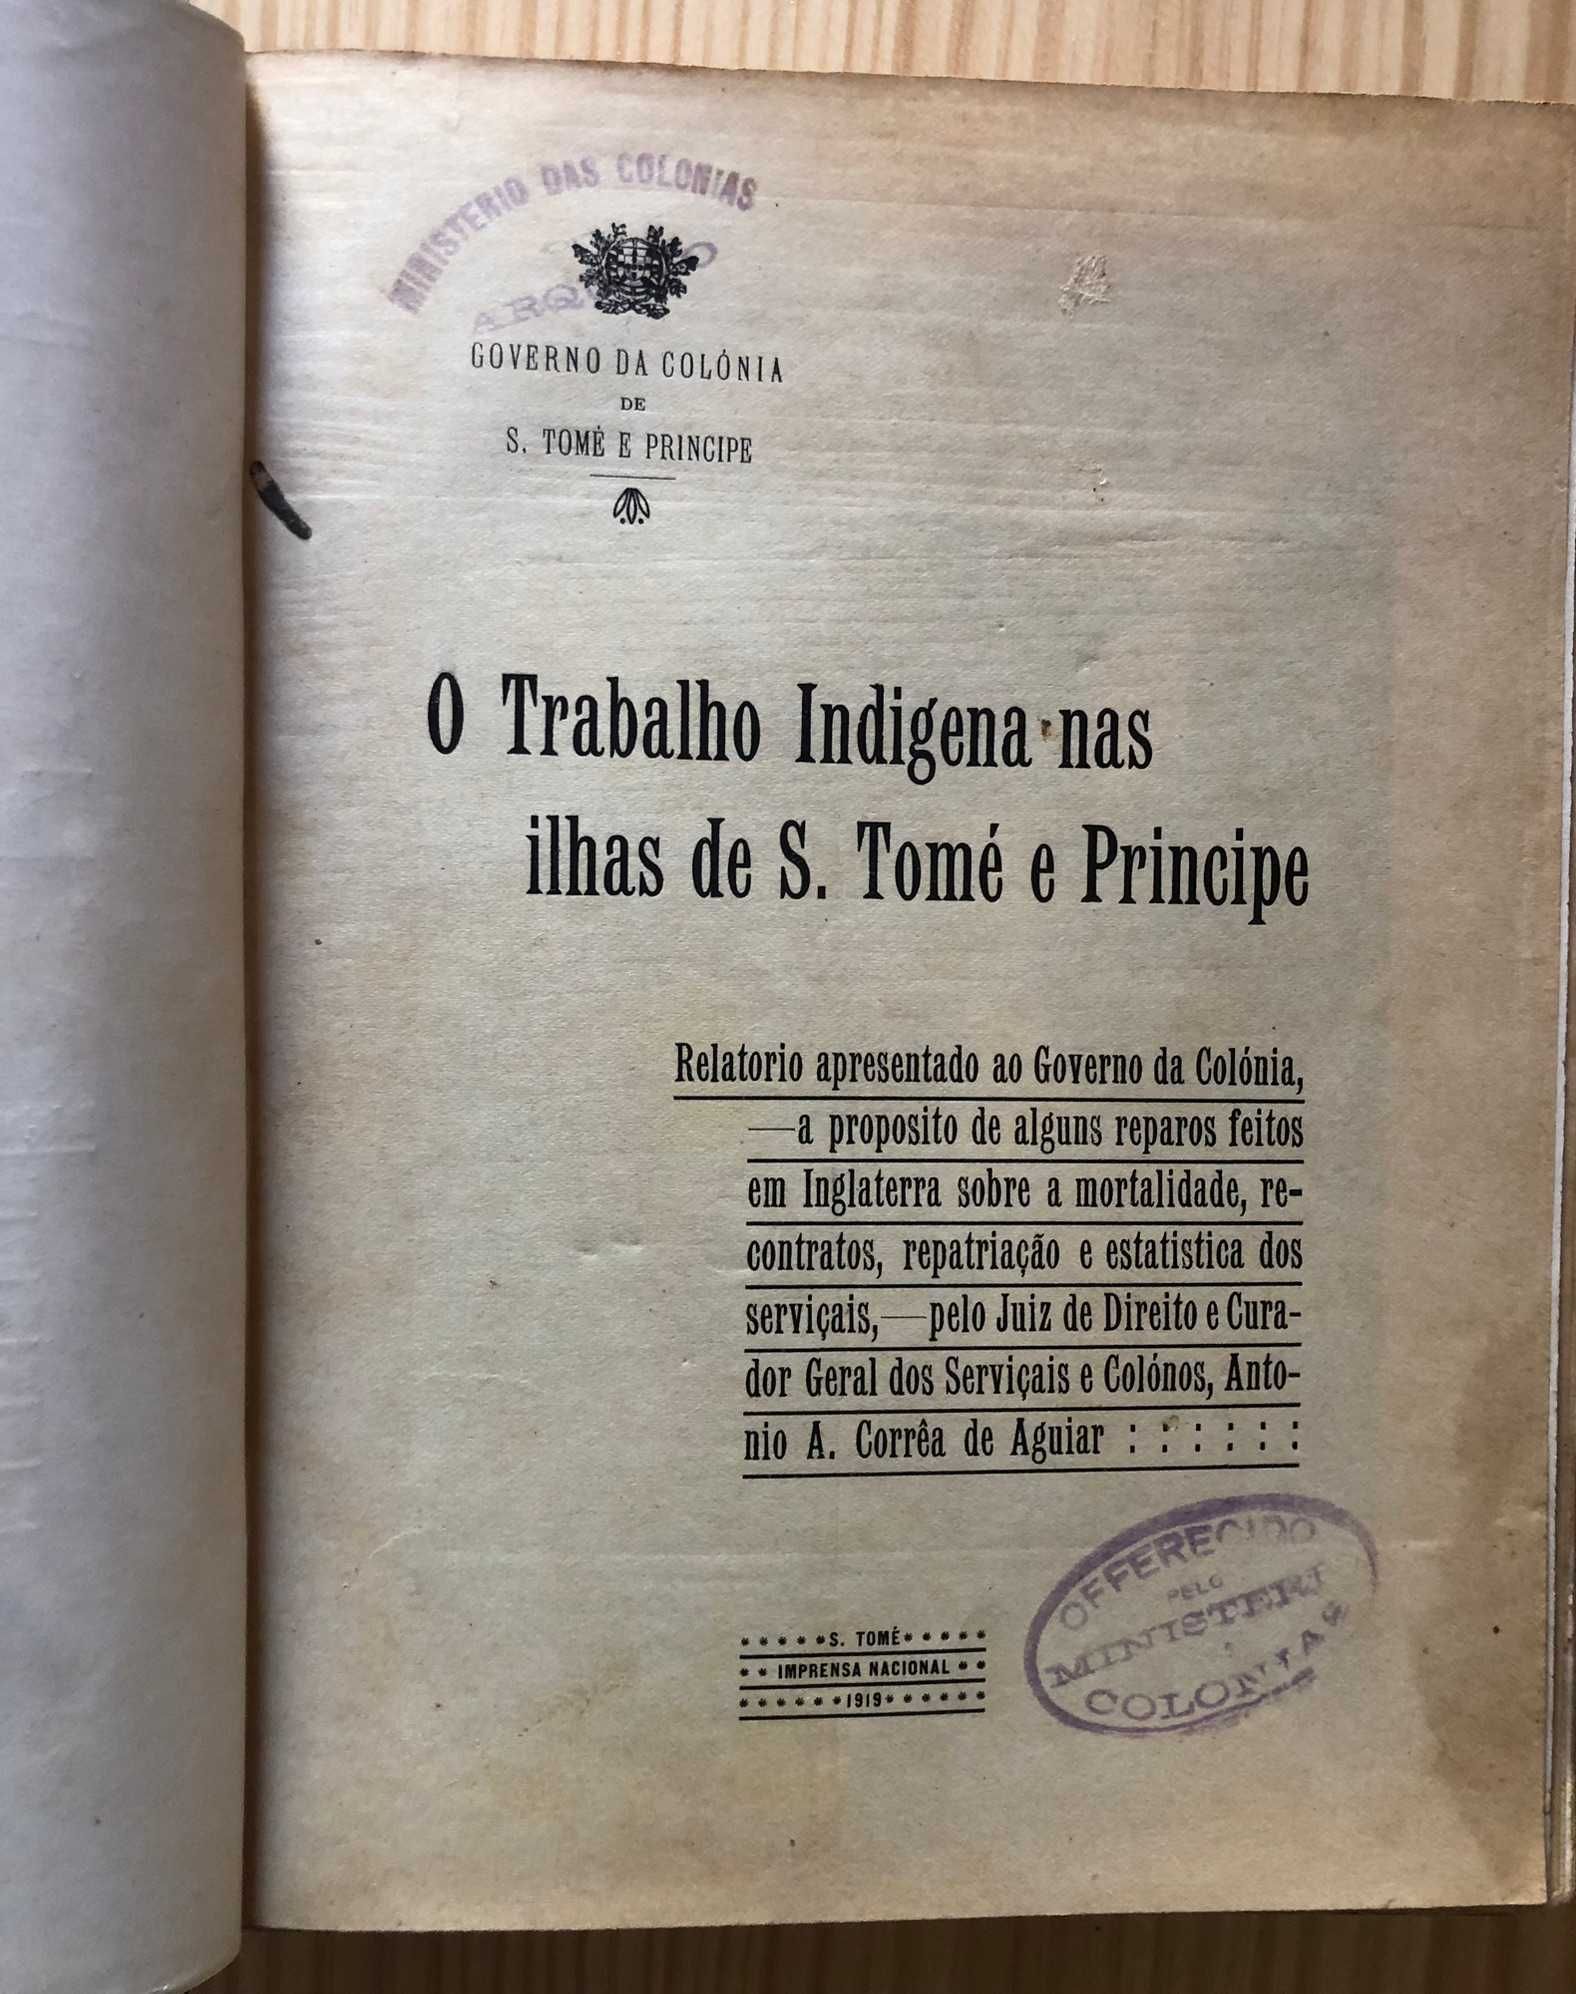 MINISTERIO DAS COLONIAS
GOVERNO DA COLÓNIA
DE
S. TOMÉ E PRINCIPE
O Trabalho Indigena nas
ilhas de S. Tomé e Principe
Relatorio apresentado ao Governo da Colónia,
—a proposito de alguns reparos feitos
em Inglaterra sobre a mortalidade, re-
contratos, repatriação e estatistica dos
serviçais,—pelo Juiz de Direito e Cura-
dor Geral dos Serviçais e Colónos, Anto-
nio A. Corrêa de Aguiar : : : : : :
OFFERECIDO
PELO
MINISTERI
COLONIAS
* * * * * *S. TOMÉ* * * * * *
* * IMPRENSA NACIONAL * *
* * * * * * *1919* * * * * * *